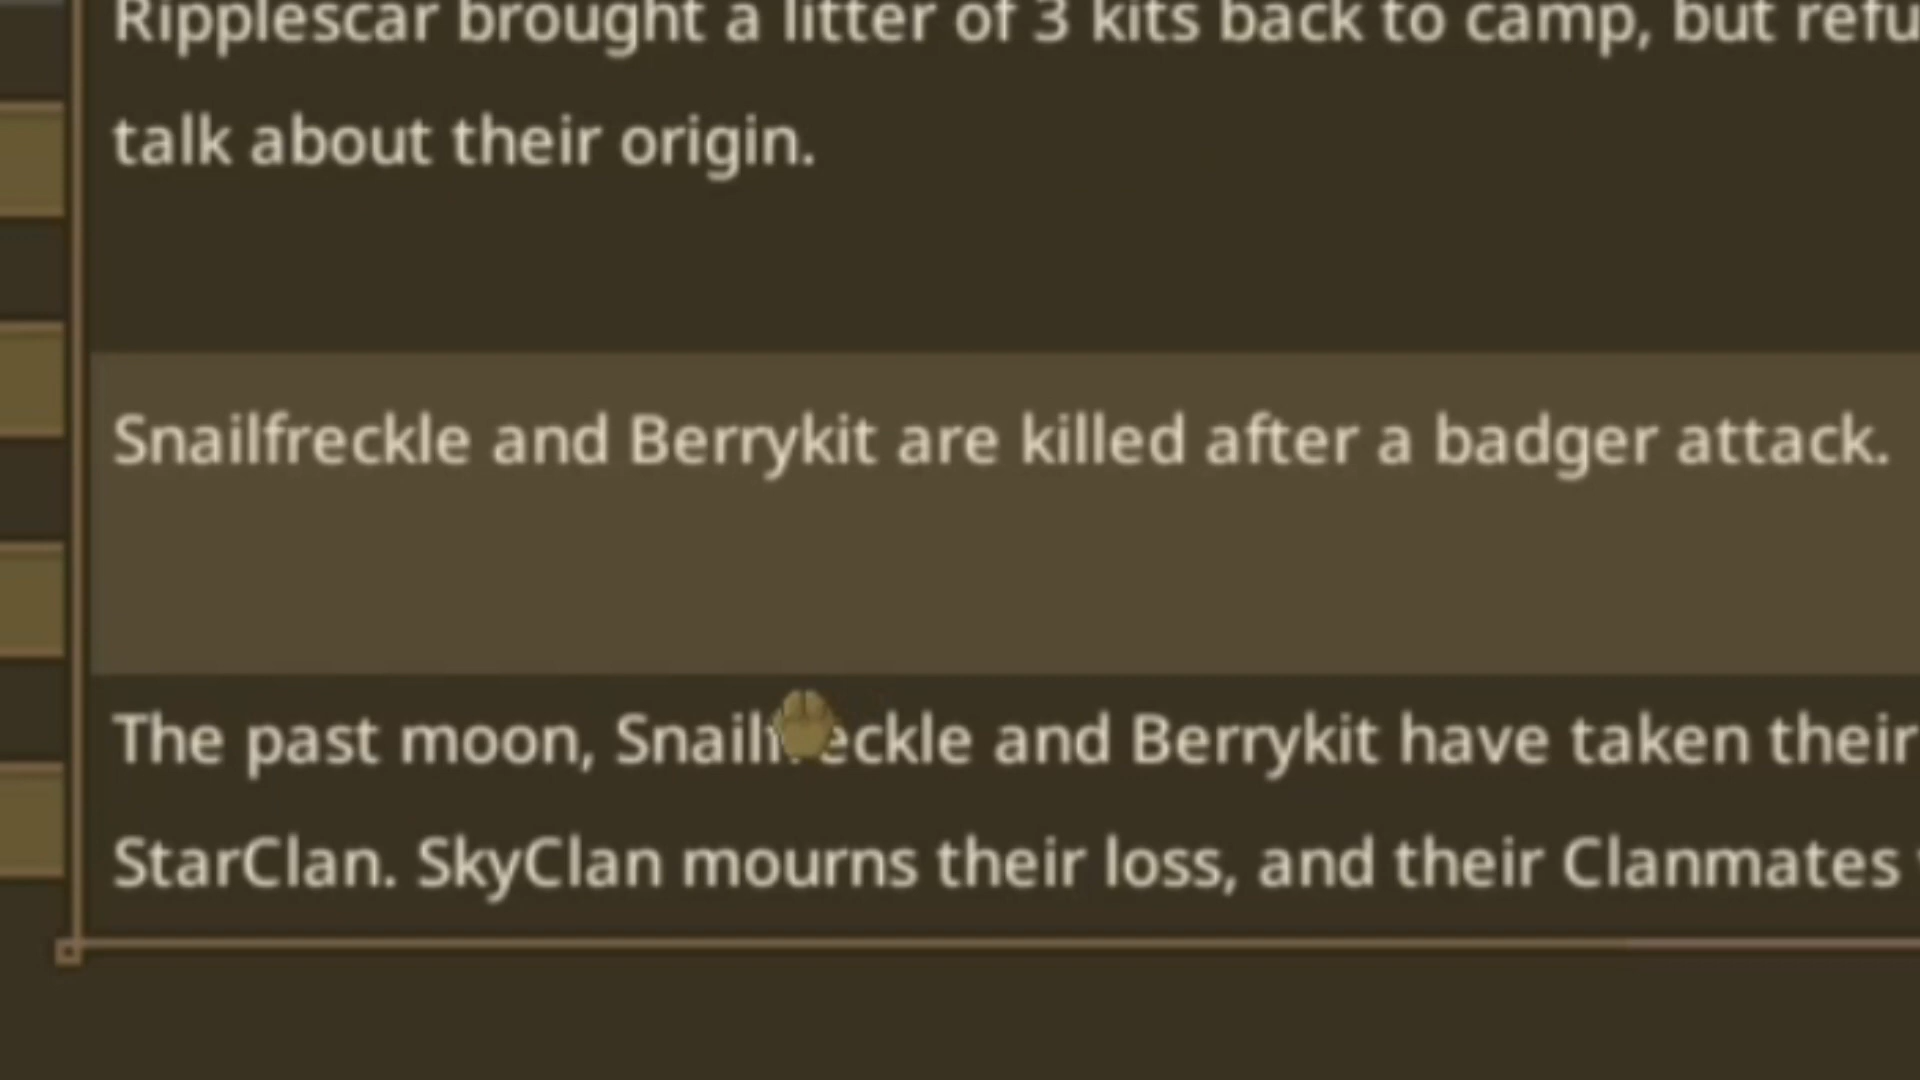 Ripplescar brought a litter of 3 kits back to camp, but refu
talk about their origin.
Snailfreckle and Berrykit are killed after a badger attack.
The past moon, Snailfreckle and Berrykit have taken their
StarClan. SkyClan mourns their loss, and their Clanmates